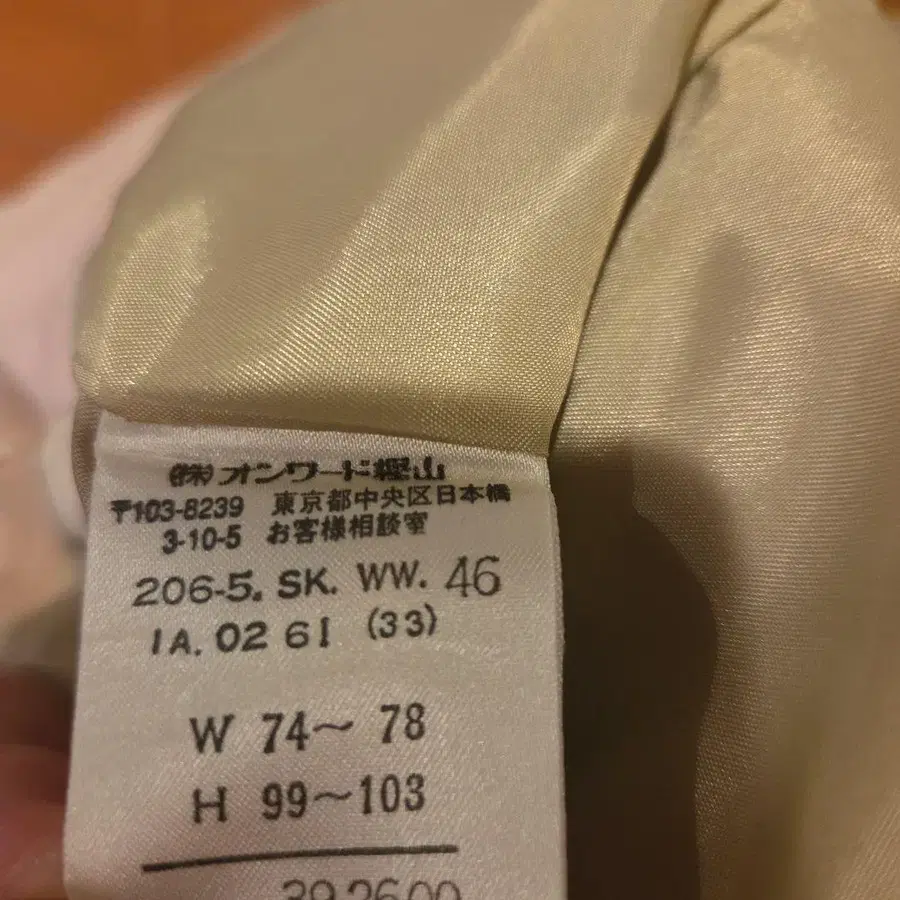 (株)オンワード樫山
〒103-8239 東京都中央区日本橋
3-10-5 お客様相談室
206-5. SK. WW. 46
IA. 02 61 (33)
W 74～ 78
H 99～103